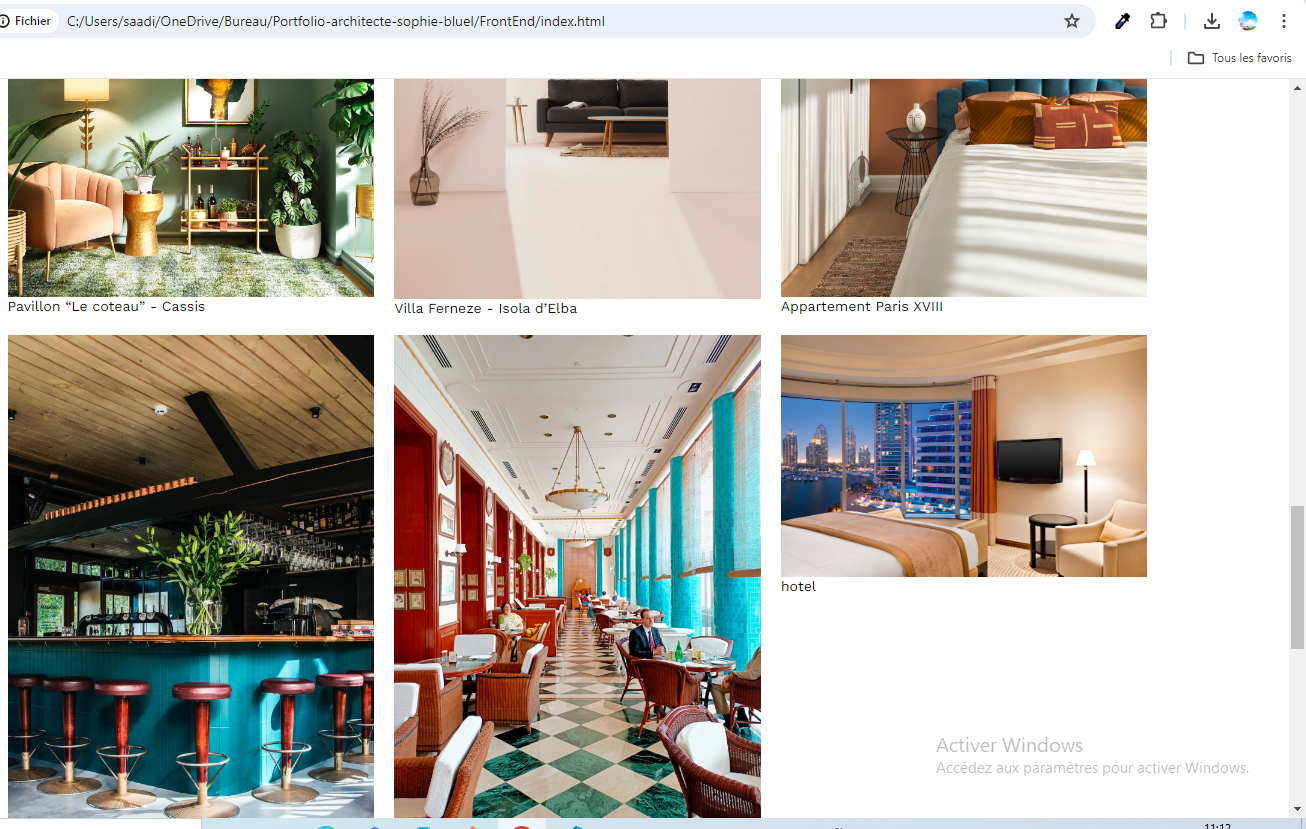 Fichier
C:/Users/saadi/OneDrive/Bureau/Portfolio-architecte-sophie-bluel/FrontEnd/index.html
Tous les favoris
Pavillon “Le coteau” - Cassis
Villa Ferneze - Isola d’Elba
Appartement Paris XVIII
hotel
Activer Windows
Accédez aux paramètres pour activer Windows.
11:12